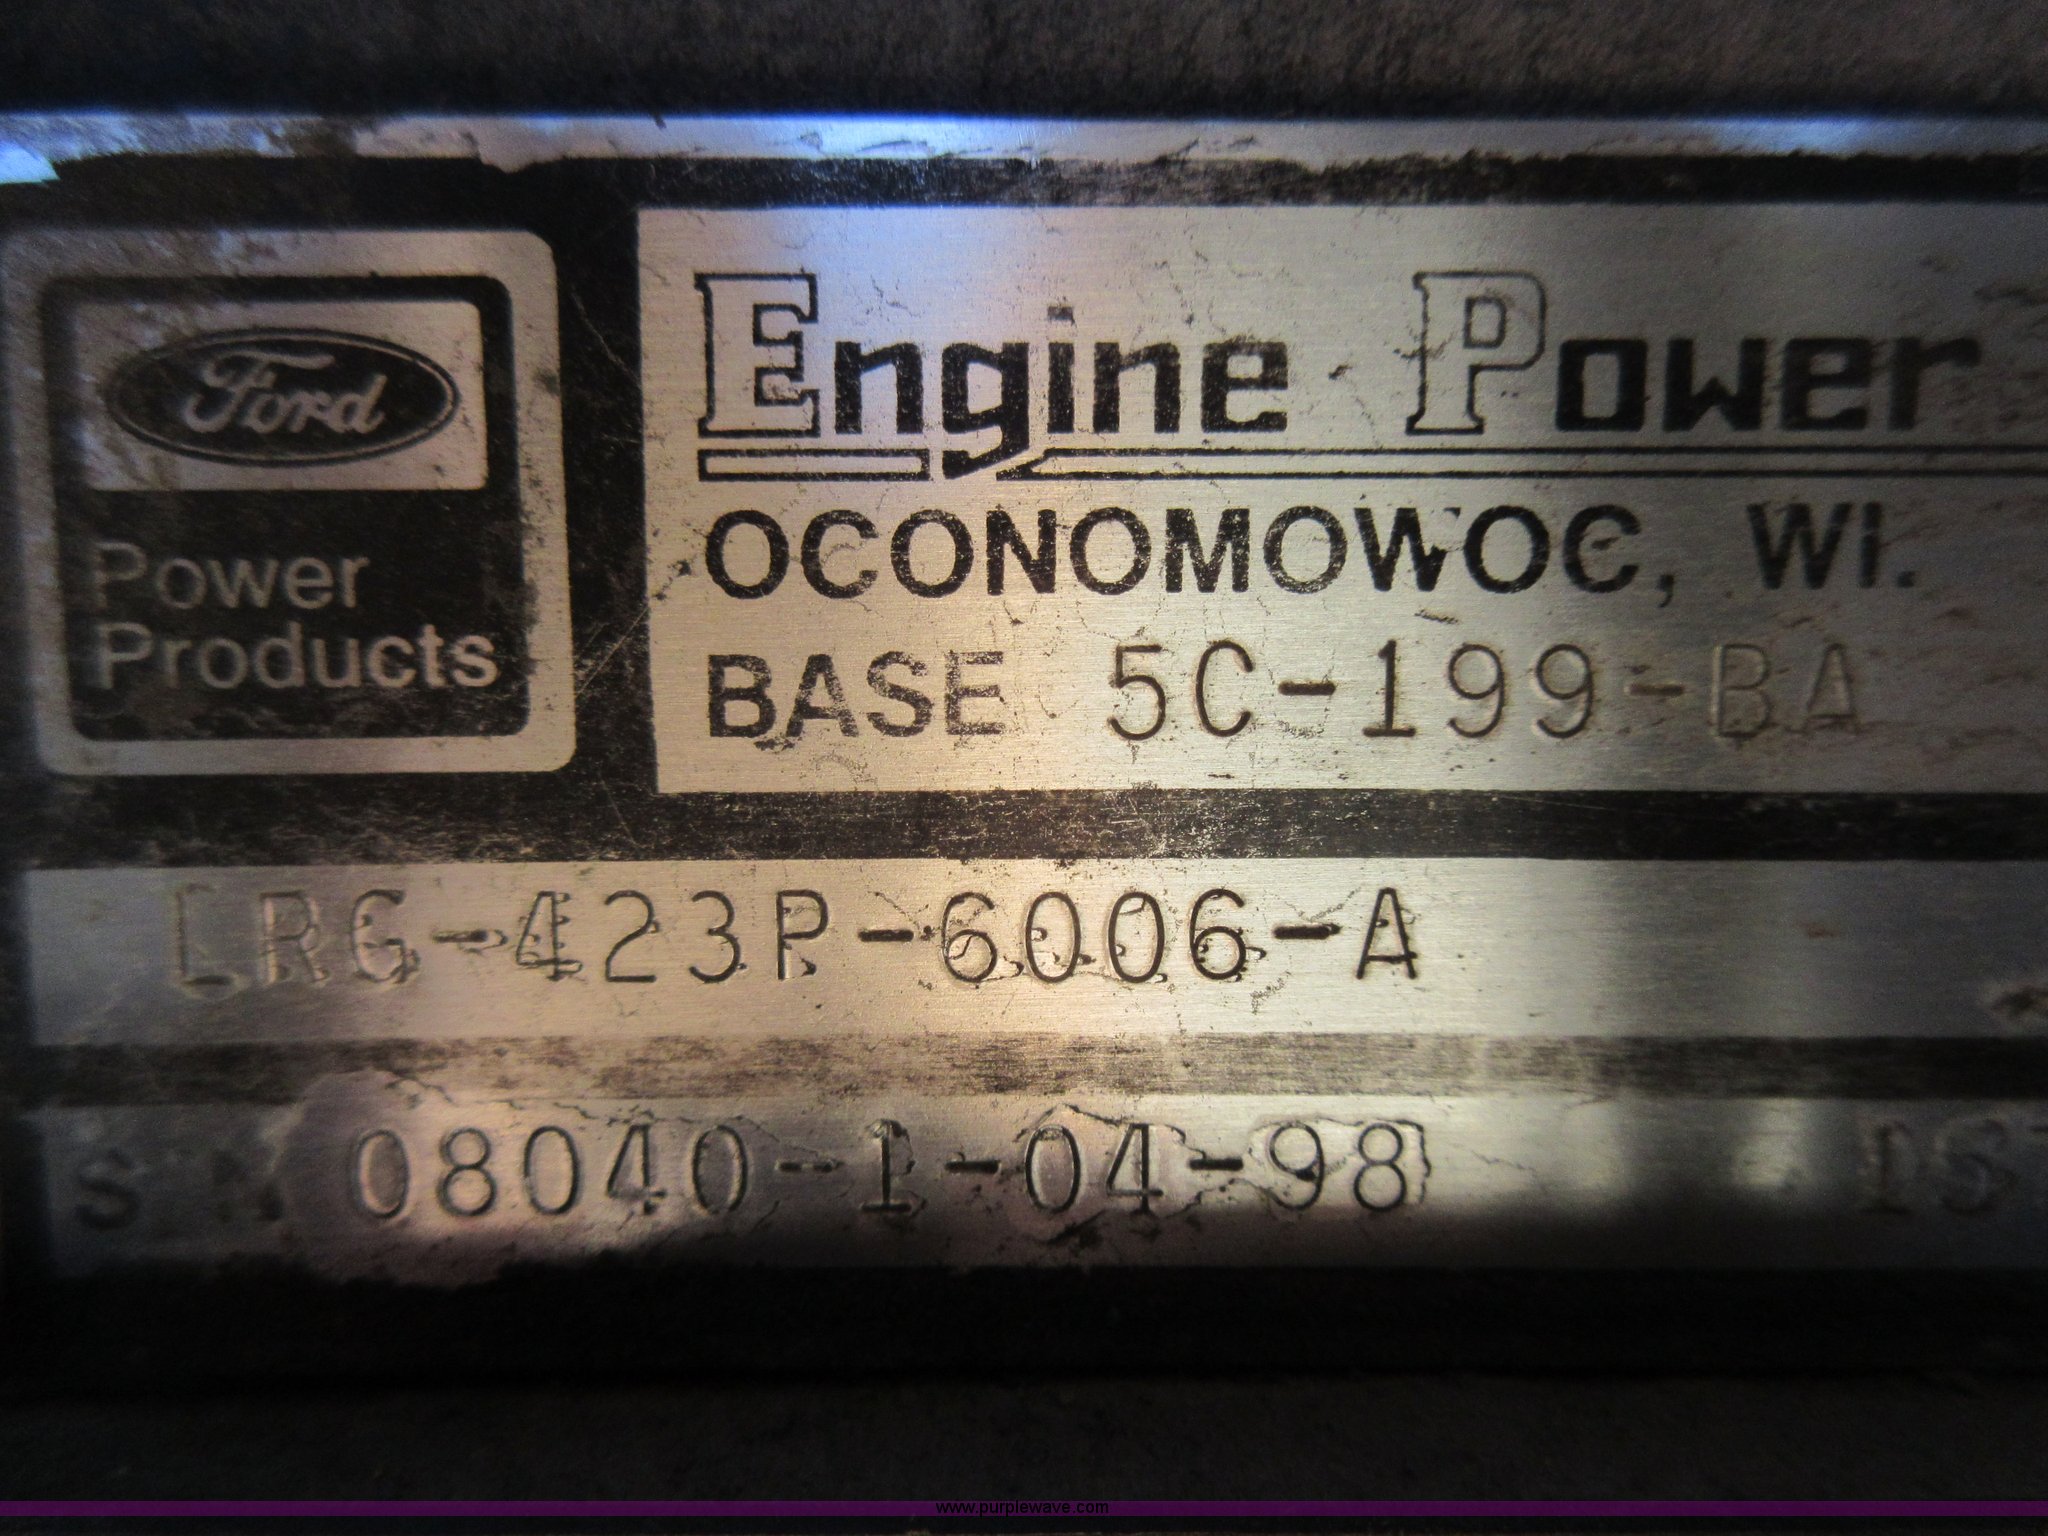 Ford
Power
Products
Engine Power
OCONOMOWOC, WI.
BASE 5C-199-BA
LRG-423P-6006-A
S N 08040-1-04-98
www.purplewave.com